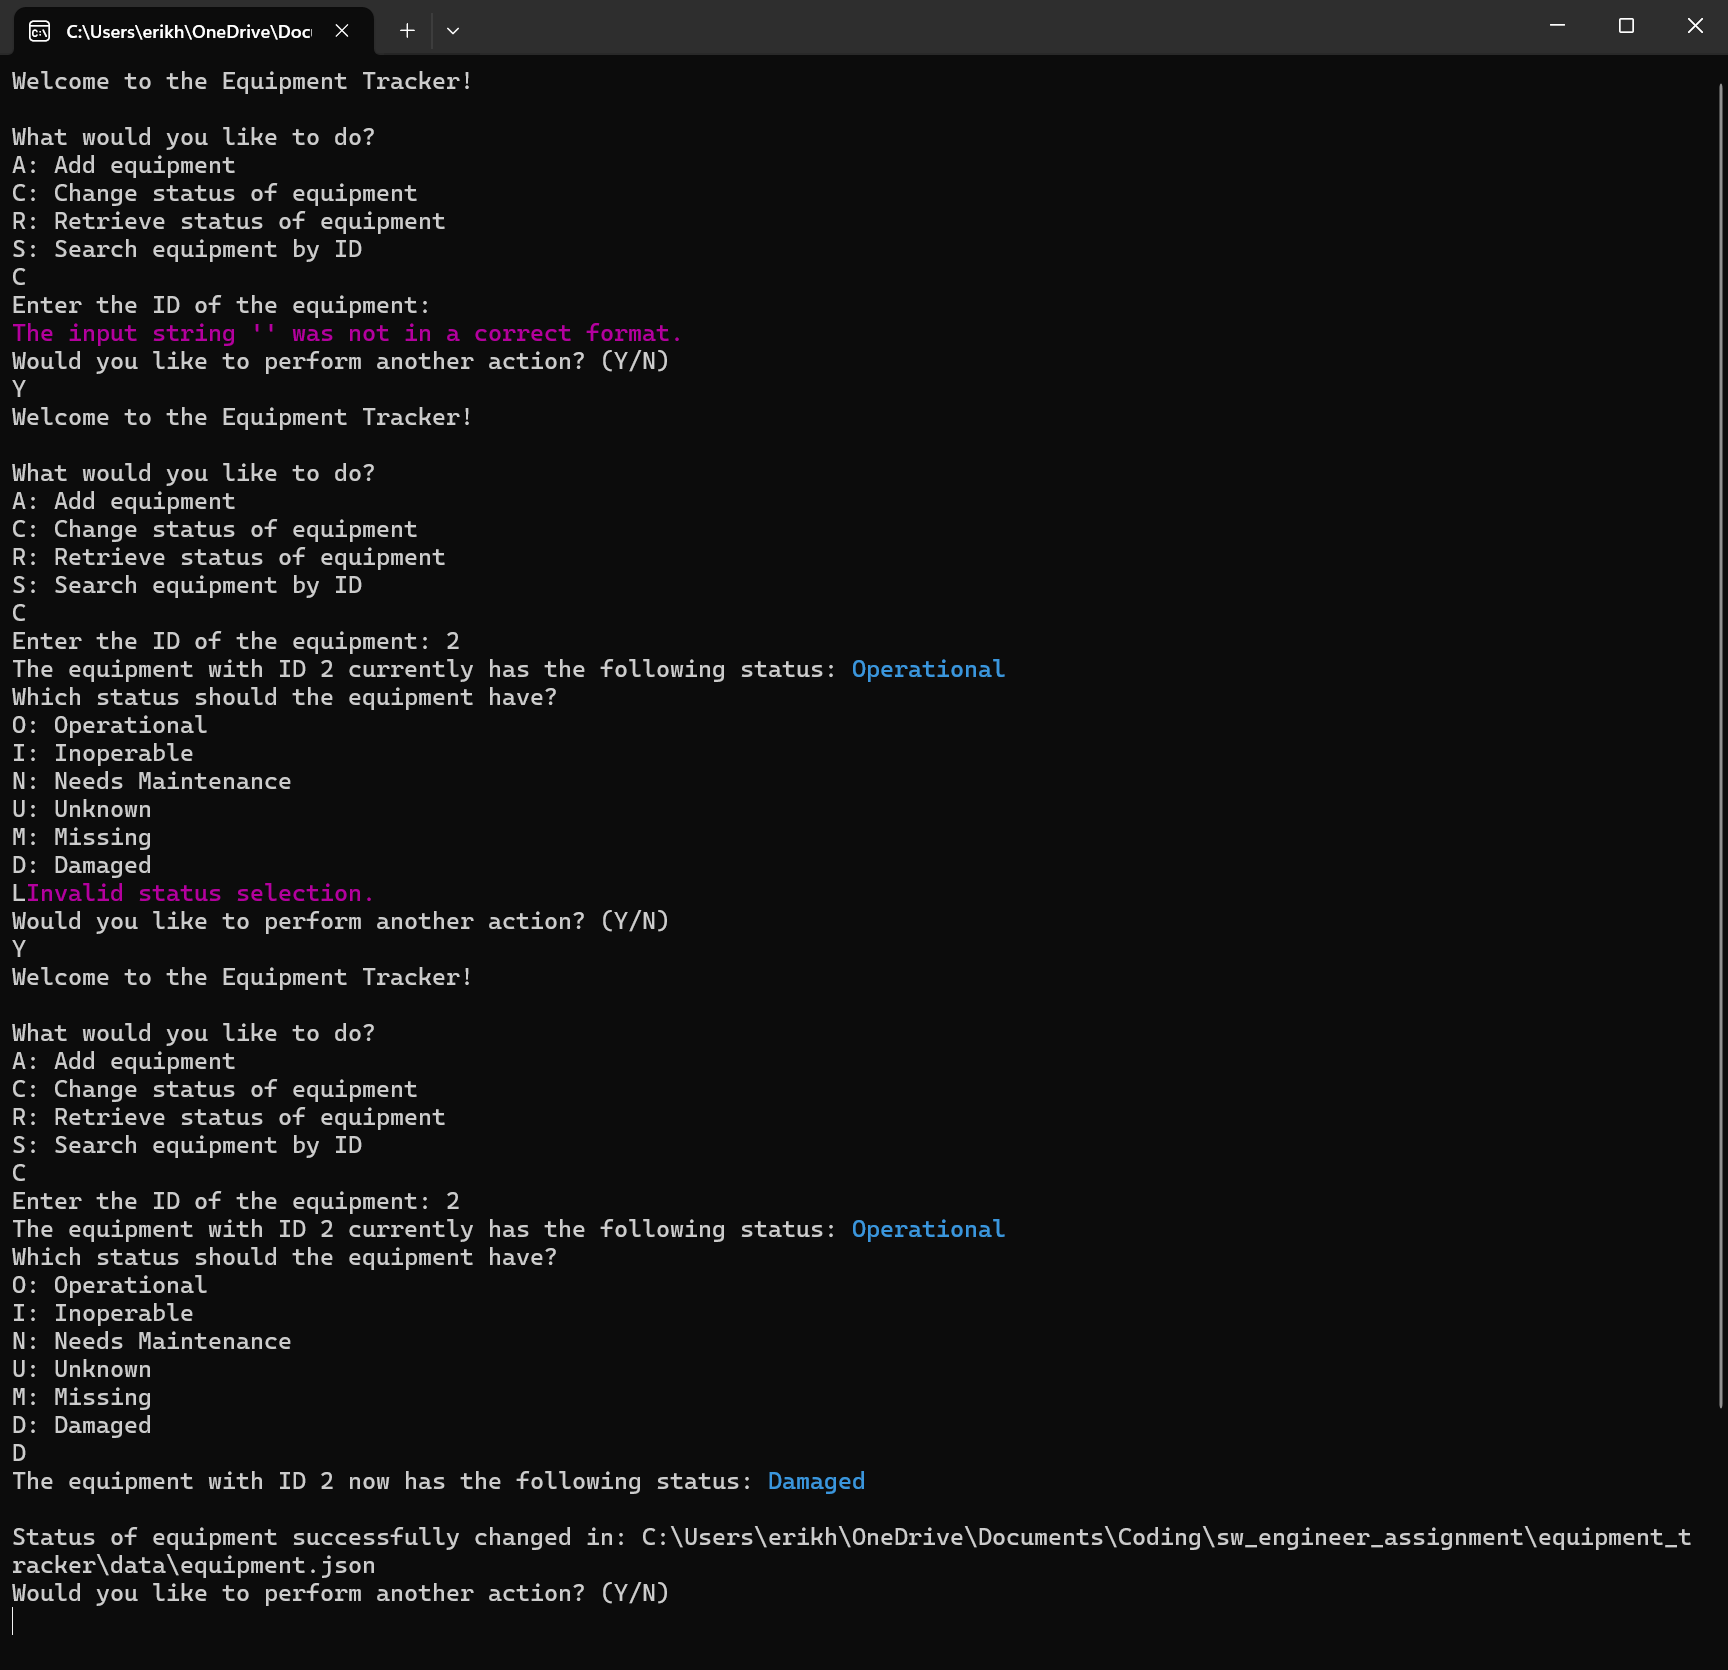 C:\Users\erikh\OneDrive\Doc
Welcome to the Equipment Tracker!
What would you like to do?
A: Add equipment
C: Change status of equipment
R: Retrieve status of equipment
S: Search equipment by ID
C
Enter the ID of the equipment:
The input string '' was not in a correct format.
Would you like to perform another action? (Y/N)
Y
Welcome to the Equipment Tracker!
What would you like to do?
A: Add equipment
C: Change status of equipment
R: Retrieve status of equipment
S: Search equipment by ID
C
Enter the ID of the equipment: 2
The equipment with ID 2 currently has the following status: Operational
Which status should the equipment have?
O: Operational
I: Inoperable
N: Needs Maintenance
U: Unknown
M: Missing
D: Damaged
LInvalid status selection.
Would you like to perform another action? (Y/N)
Y
Welcome to the Equipment Tracker!
What would you like to do?
A: Add equipment
C: Change status of equipment
R: Retrieve status of equipment
S: Search equipment by ID
C
Enter the ID of the equipment: 2
The equipment with ID 2 currently has the following status: Operational
Which status should the equipment have?
O: Operational
I: Inoperable
N: Needs Maintenance
U: Unknown
M: Missing
D: Damaged
D
The equipment with ID 2 now has the following status: Damaged
Status of equipment successfully changed in: C:\Users\erikh\OneDrive\Documents\Coding\sw_engineer_assignment\equipment_t
racker\data\equipment.json
Would you like to perform another action? (Y/N)